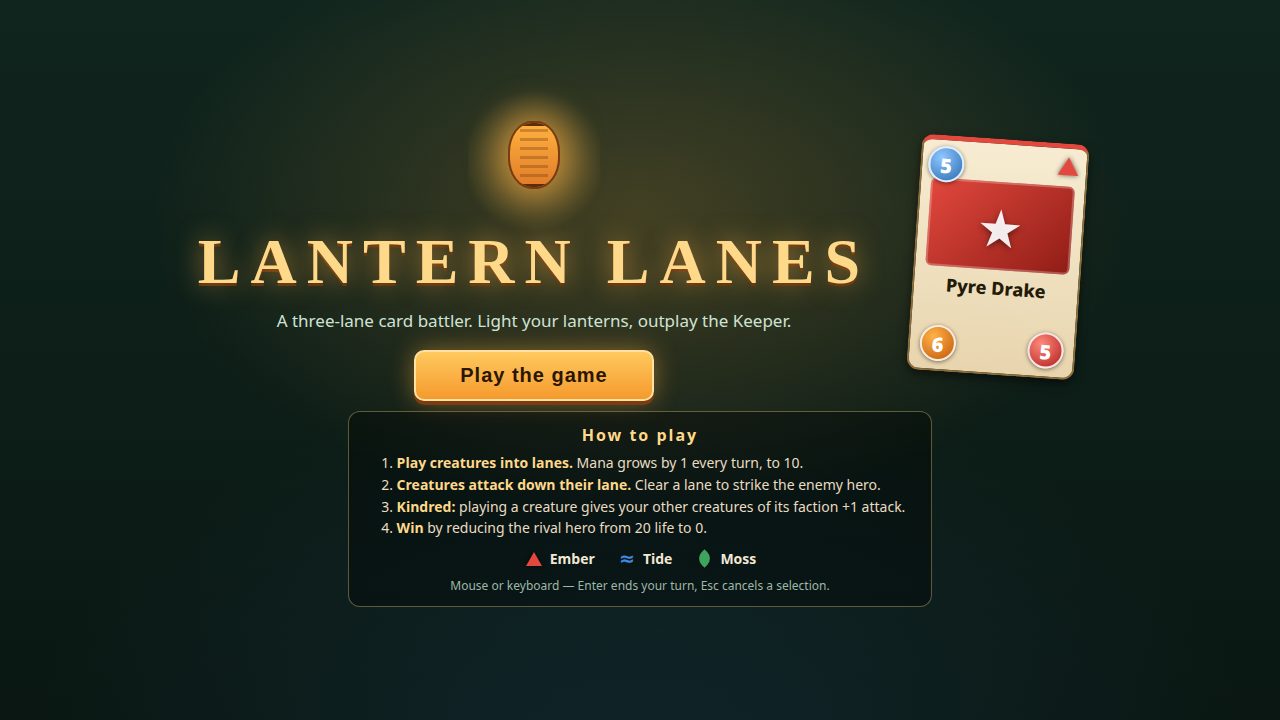 LANTERN LANES
A three-lane card battler. Light your lanterns, outplay the Keeper.
Play the game
5
Pyre Drake
6
5
How to play
1. Play creatures into lanes. Mana grows by 1 every turn, to 10.
2. Creatures attack down their lane. Clear a lane to strike the enemy hero.
3. Kindred: playing a creature gives your other creatures of its faction +1 attack.
4. Win by reducing the rival hero from 20 life to 0.
Ember Tide Moss
Mouse or keyboard — Enter ends your turn, Esc cancels a selection.